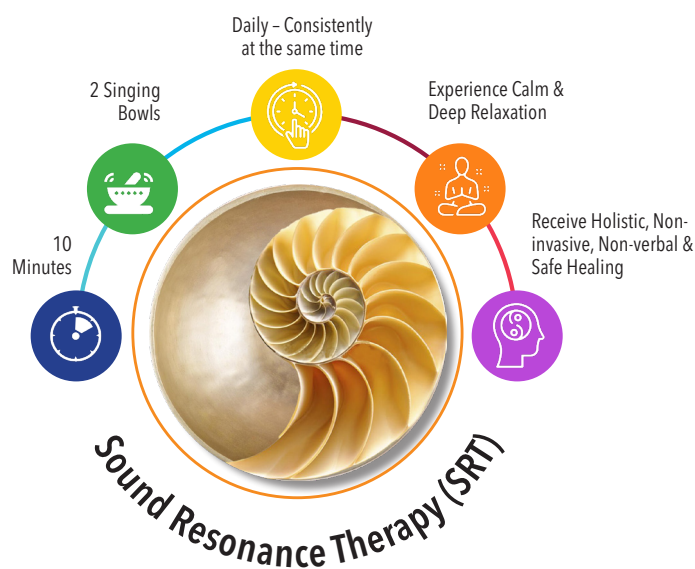 Daily – Consistently
at the same time
2 Singing
Bowls
Experience Calm &
Deep Relaxation
10
Minutes
Receive Holistic, Non-
invasive, Non-verbal &
Safe Healing
Sound Resonance Therapy (SRT)